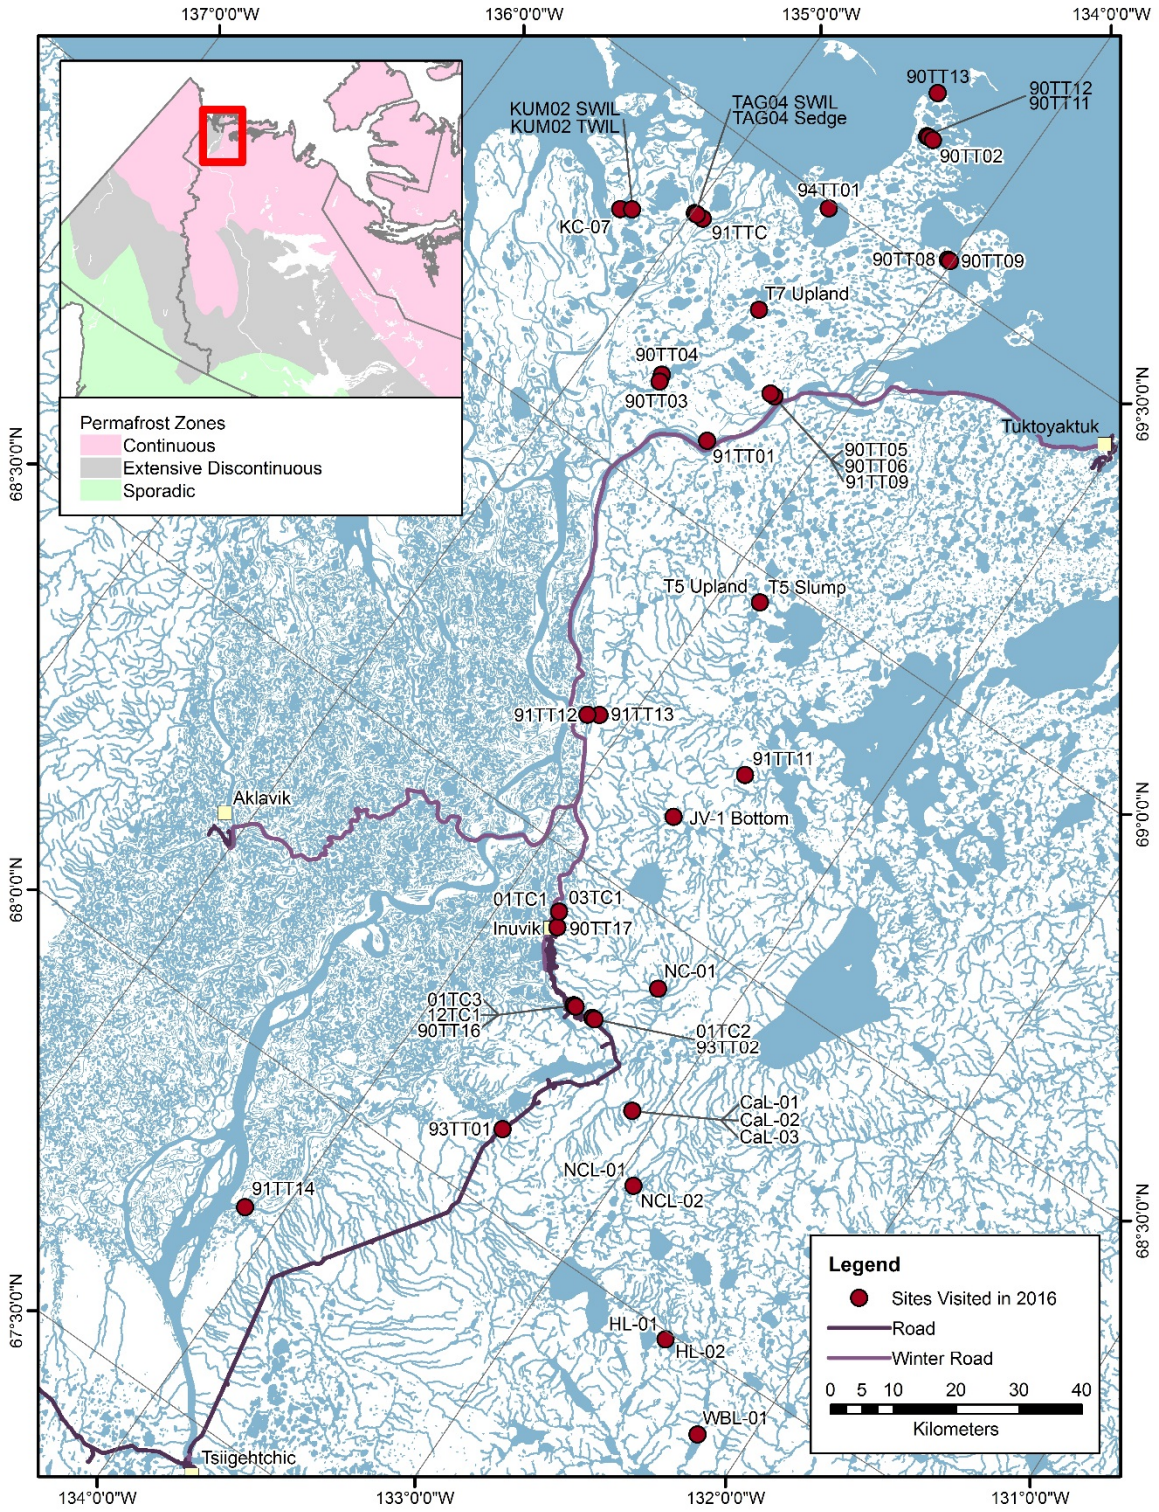 137°0'0"W
136°0'0"W
135°0'0"W
134°0'0"W
90TT13
90TT12
90TT11
90TT02
KUM02 SWIL
KUM02 TWIL
TAG04 SWIL
TAG04 Sedge
94TT01
KC-07
91TTC
90TT08
90TT09
T7 Upland
90TT04
90TT03
69°30'0"N
Tuktoyaktuk
91TT01
90TT05
90TT06
91TT09
68°30'0"N
Permafrost Zones
Continuous
Extensive Discontinuous
Sporadic
T5 Upland
T5 Slump
91TT12
91TT13
91TT11
Aklavik
JV-1 Bottom
69°0'0"N
68°0'0"N
01TC1
03TC1
Inuvik
90TT17
NC-01
01TC3
12TC1
90TT16
01TC2
93TT02
CaL-01
CaL-02
CaL-03
93TT01
NCL-01
NCL-02
91TT14
68°30'0"N
67°30'0"N
HL-01
HL-02
WBL-01
Tsiigehtchic
Legend
Sites Visited in 2016
Road
Winter Road
0 5 10 20 30 40
Kilometers
134°0'0"W
133°0'0"W
132°0'0"W
131°0'0"W